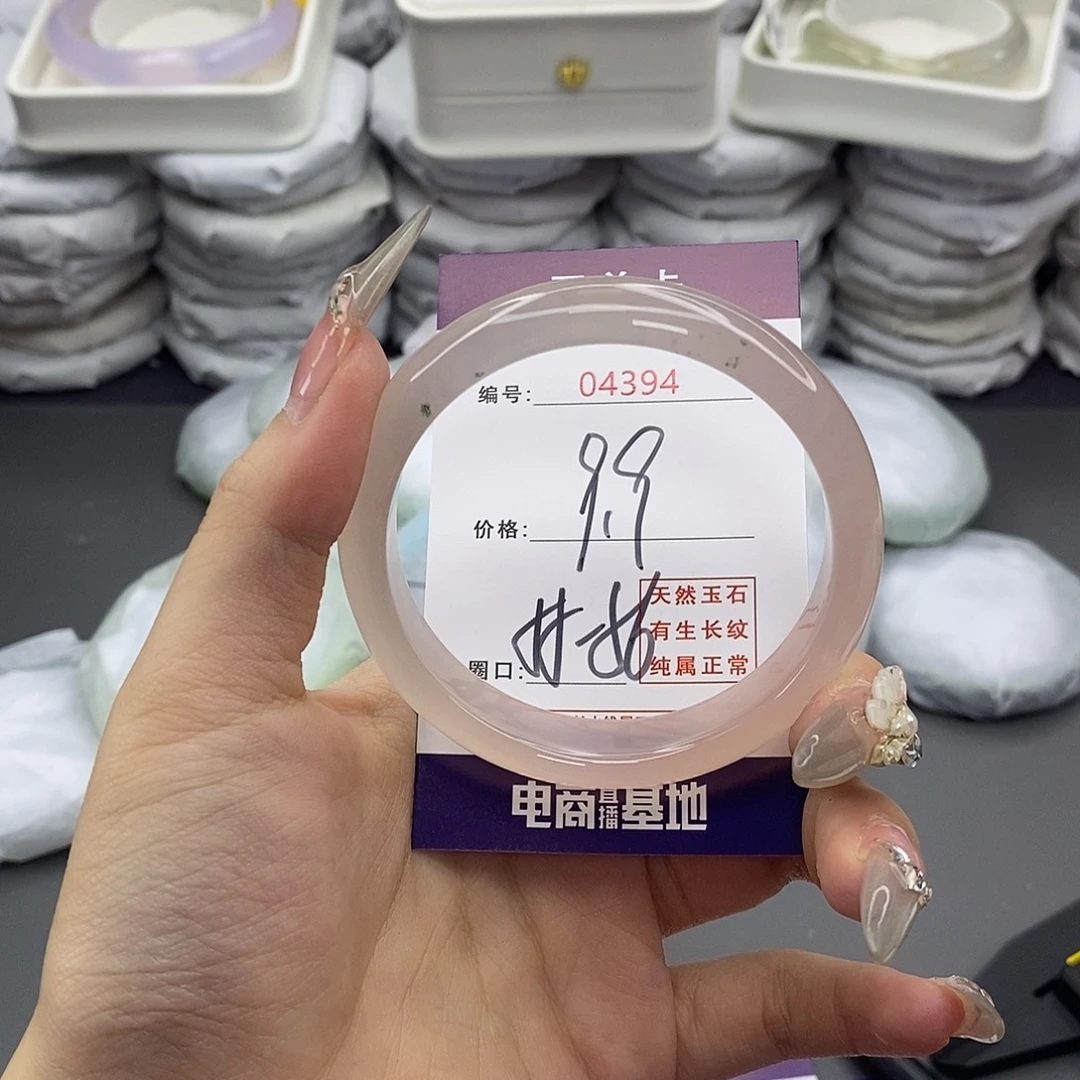 编号: 04394
价格: 99
圈口:
天然玉石
有生长纹
纯属正常
电商直播基地